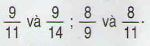 9/11 và 9/14 ; 8/9 và 8/11.